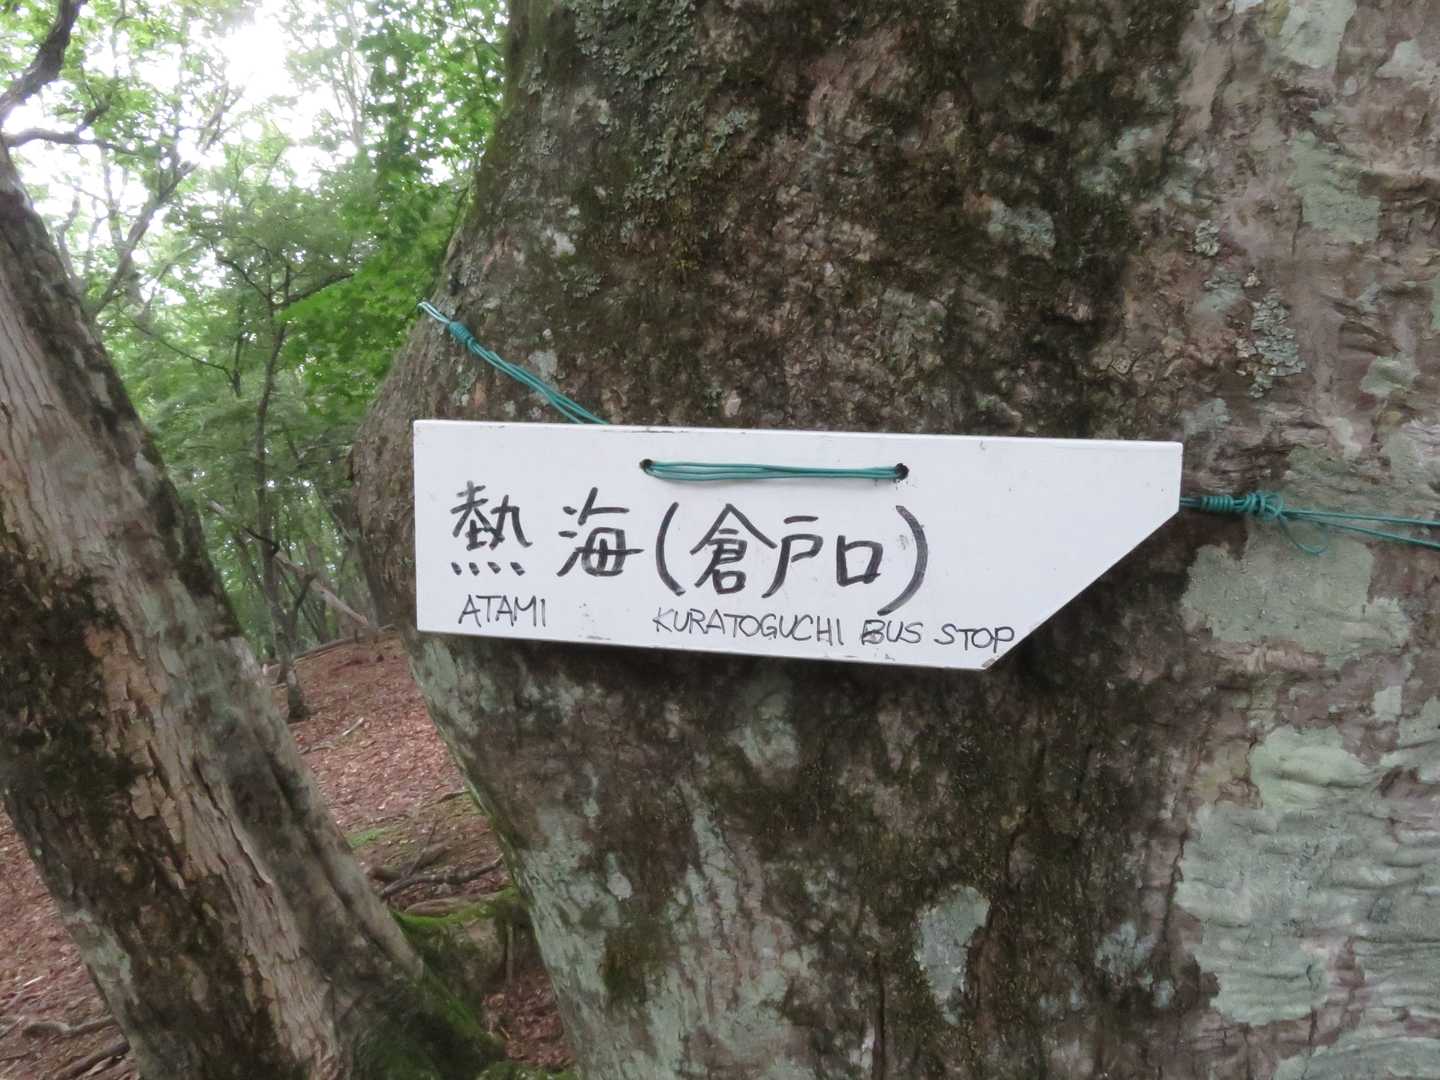 熱海(倉戸口)
ATAMI KURATOGUCHI BUS STOP